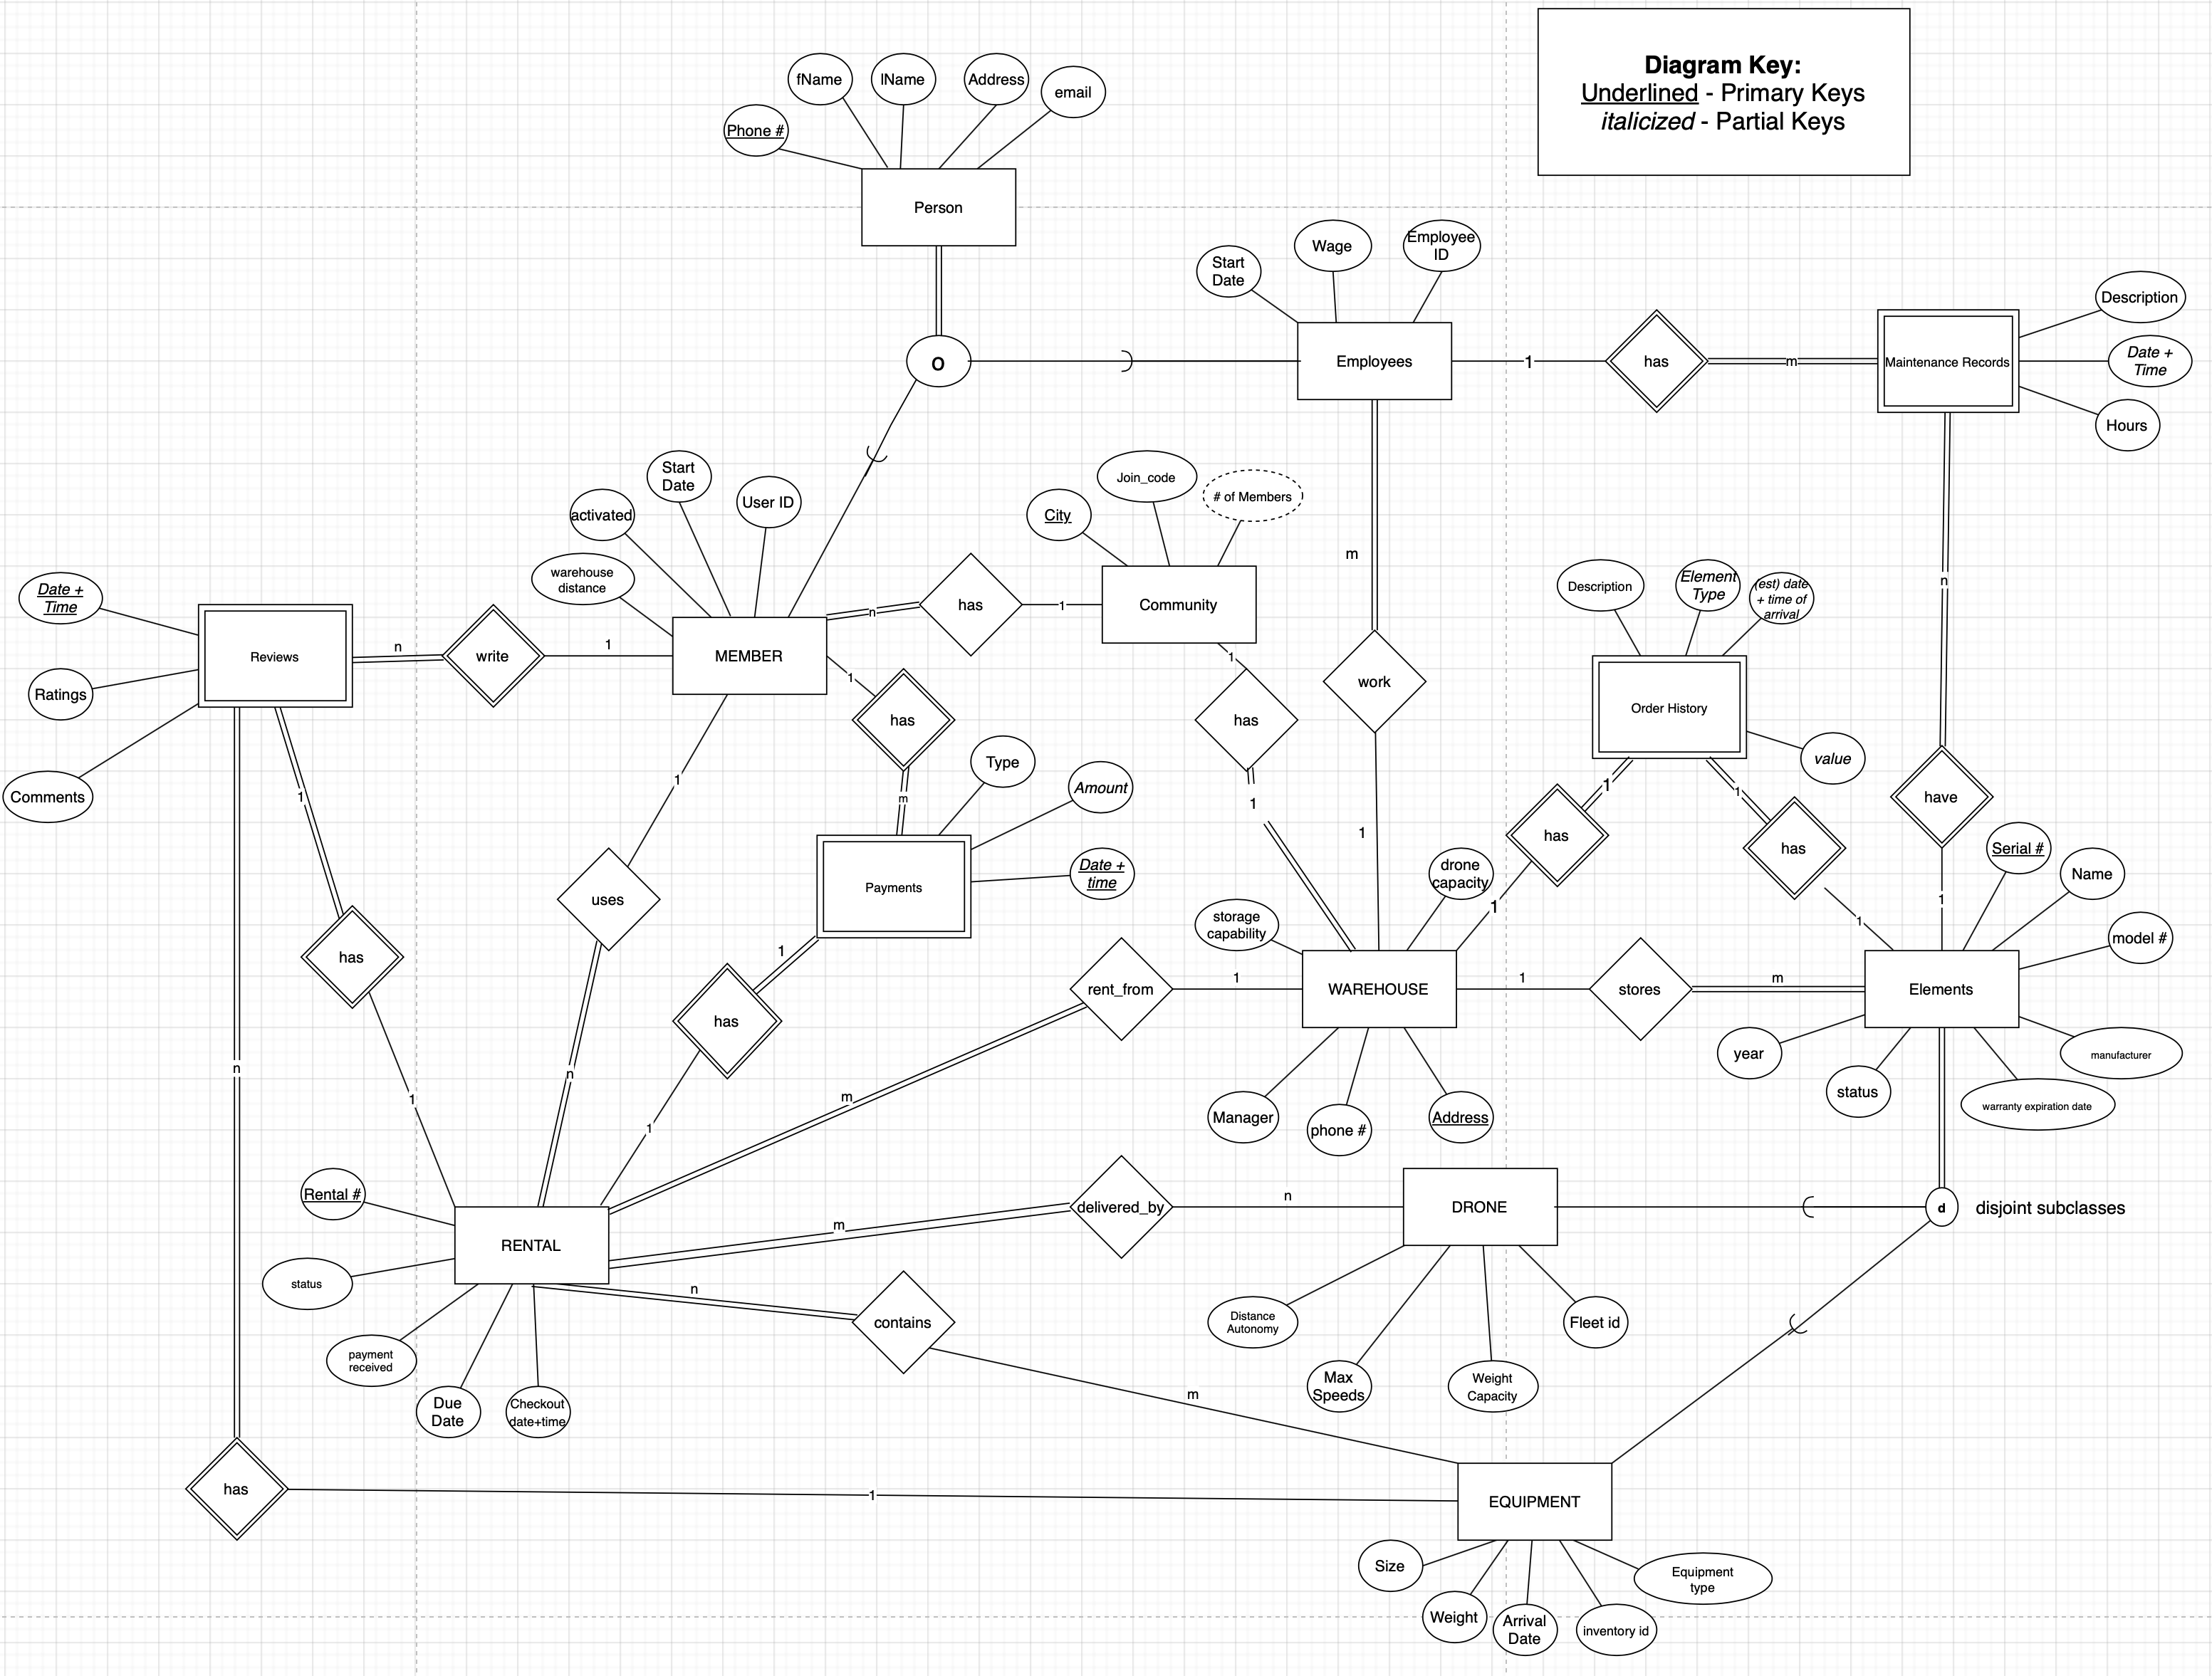 Diagram Key:
Underlined - Primary Keys
italicized - Partial Keys
fName
lName
Address
email
Phone #
Person
Start
Date
Wage
Employee
ID
O
Employees
1
has
m
Maintenance Records
Description
Date +
Time
Hours
activated
Start
Date
User ID
warehouse
distance
City
Join_code
# of Members
m
Description
Element
Type
(est) date
+ time of
arrival
n
Date +
Time
Ratings
Comments
Reviews
n
write
1
MEMBER
n
has
1
Community
1
has
m
1
has
1
work
1
Order History
value
1
has
1
1
has
1
have
1
1
has
1
1
uses
n
Type
Amount
Date +
time
Payments
1
has
1
n
storage
capability
drone
capacity
Serial #
Name
model #
rent_from
1
WAREHOUSE
1
stores
m
Elements
m
year
status
warranty expiration date
manufacturer
Manager
phone #
Address
Rental #
status
payment
received
Due
Date
Checkout
date+time
RENTAL
m
delivered_by
n
DRONE
d
disjoint subclasses
n
contains
m
Distance
Autonomy
Max
Speeds
Weight
Capacity
Fleet id
has
1
EQUIPMENT
Size
Weight
Arrival
Date
inventory id
Equipment
type